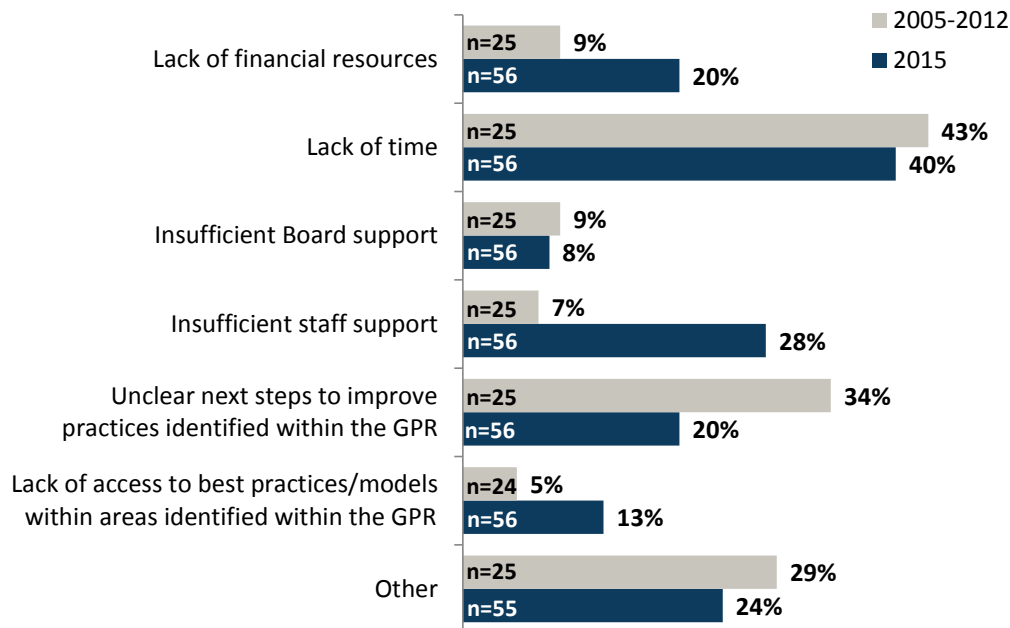 2005-2012
2015
Lack of financial resources
n=25 9%
n=56 20%
Lack of time
n=25 43%
n=56 40%
Insufficient Board support
n=25 9%
n=56 8%
Insufficient staff support
n=25 7%
n=56 28%
Unclear next steps to improve
practices identified within the GPR
n=25 34%
n=56 20%
Lack of access to best practices/models
within areas identified within the GPR
n=24 5%
n=56 13%
Other
n=25 29%
n=55 24%